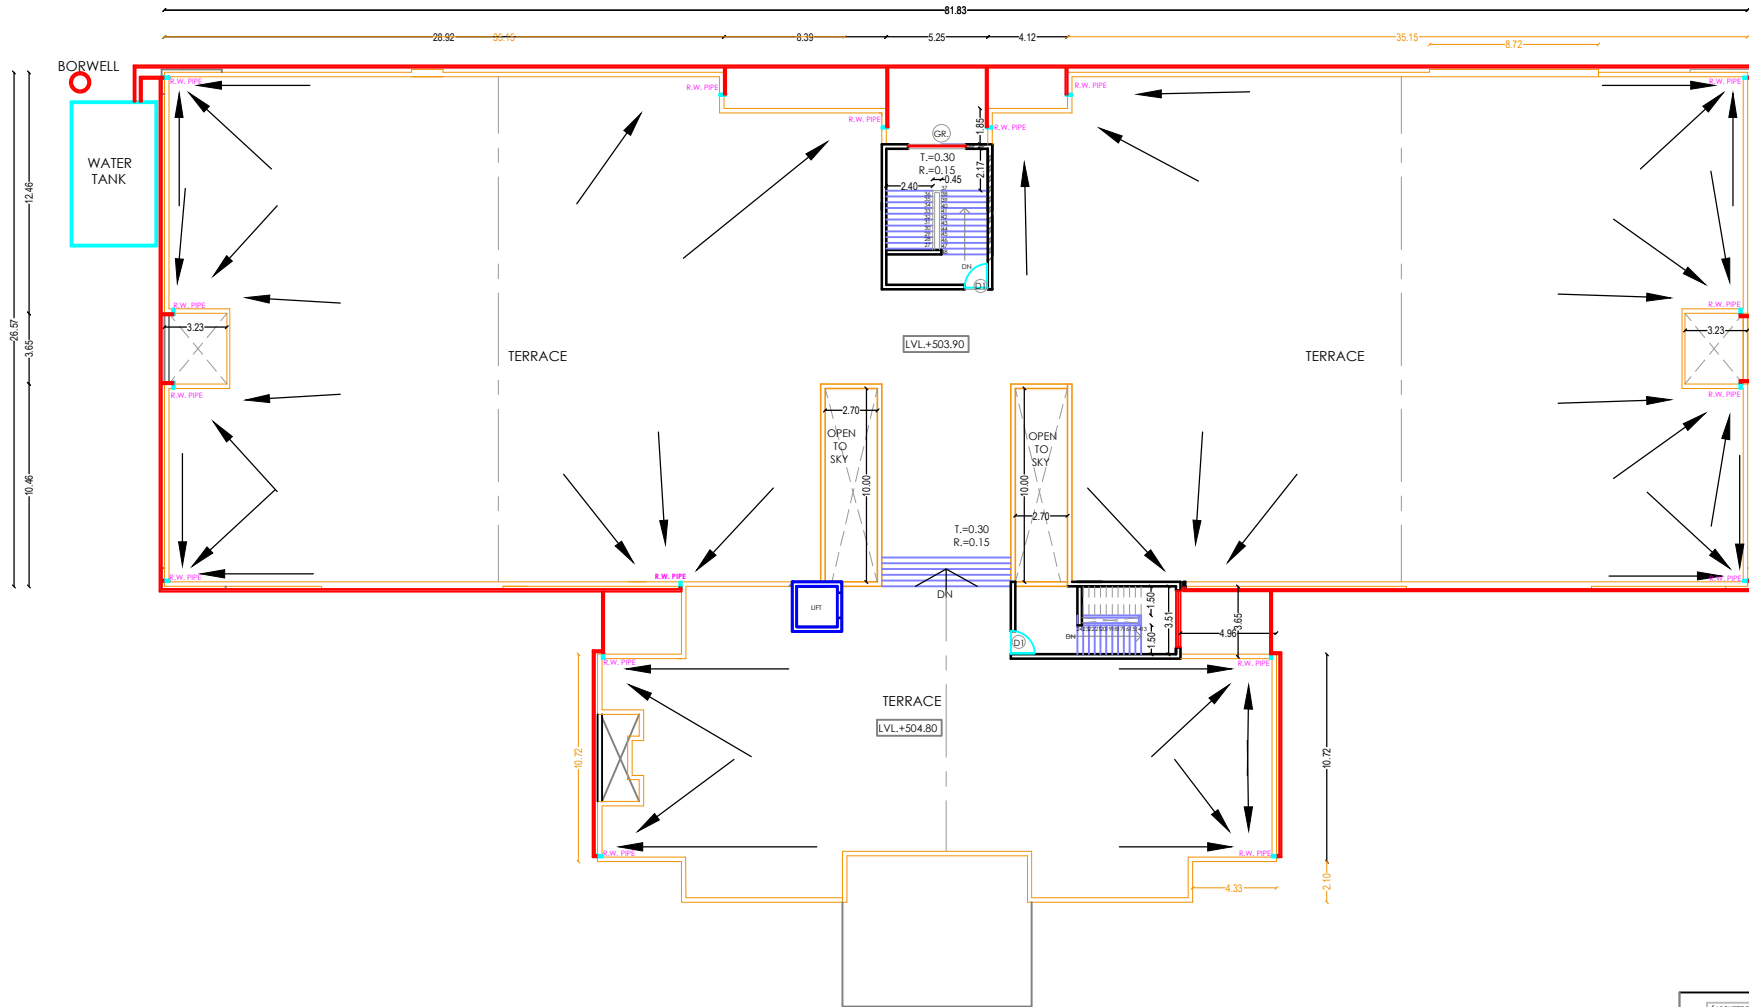 81.83
28.92
35.15
8.39
5.25
4.12
35.15
8.72
BORWELL
R.W. PIPE
R.W. PIPE
R.W. PIPE
R.W. PIPE
R.W. PIPE
R.W. PIPE
WATER
TANK
GR.
1.85
T.=0.30
R.=0.15
2.17
0.45
2.40
DN
D1
12.46
3.65
26.57
10.46
R.W. PIPE
R.W. PIPE
3.23
3.23
LVL.+503.90
TERRACE
TERRACE
R.W. PIPE
R.W. PIPE
2.70
OPEN
TO
SKY
OPEN
TO
SKY
10.00
10.00
2.70
T.=0.30
R.=0.15
R.W. PIPE
R.W. PIPE
R.W. PIPE
DN
LIFT
1.50
3.51
3.65
1.50
4.96
DN
D1
R.W. PIPE
R.W. PIPE
TERRACE
LVL.+504.80
10.72
10.72
R.W. PIPE
R.W. PIPE
4.33
2.10